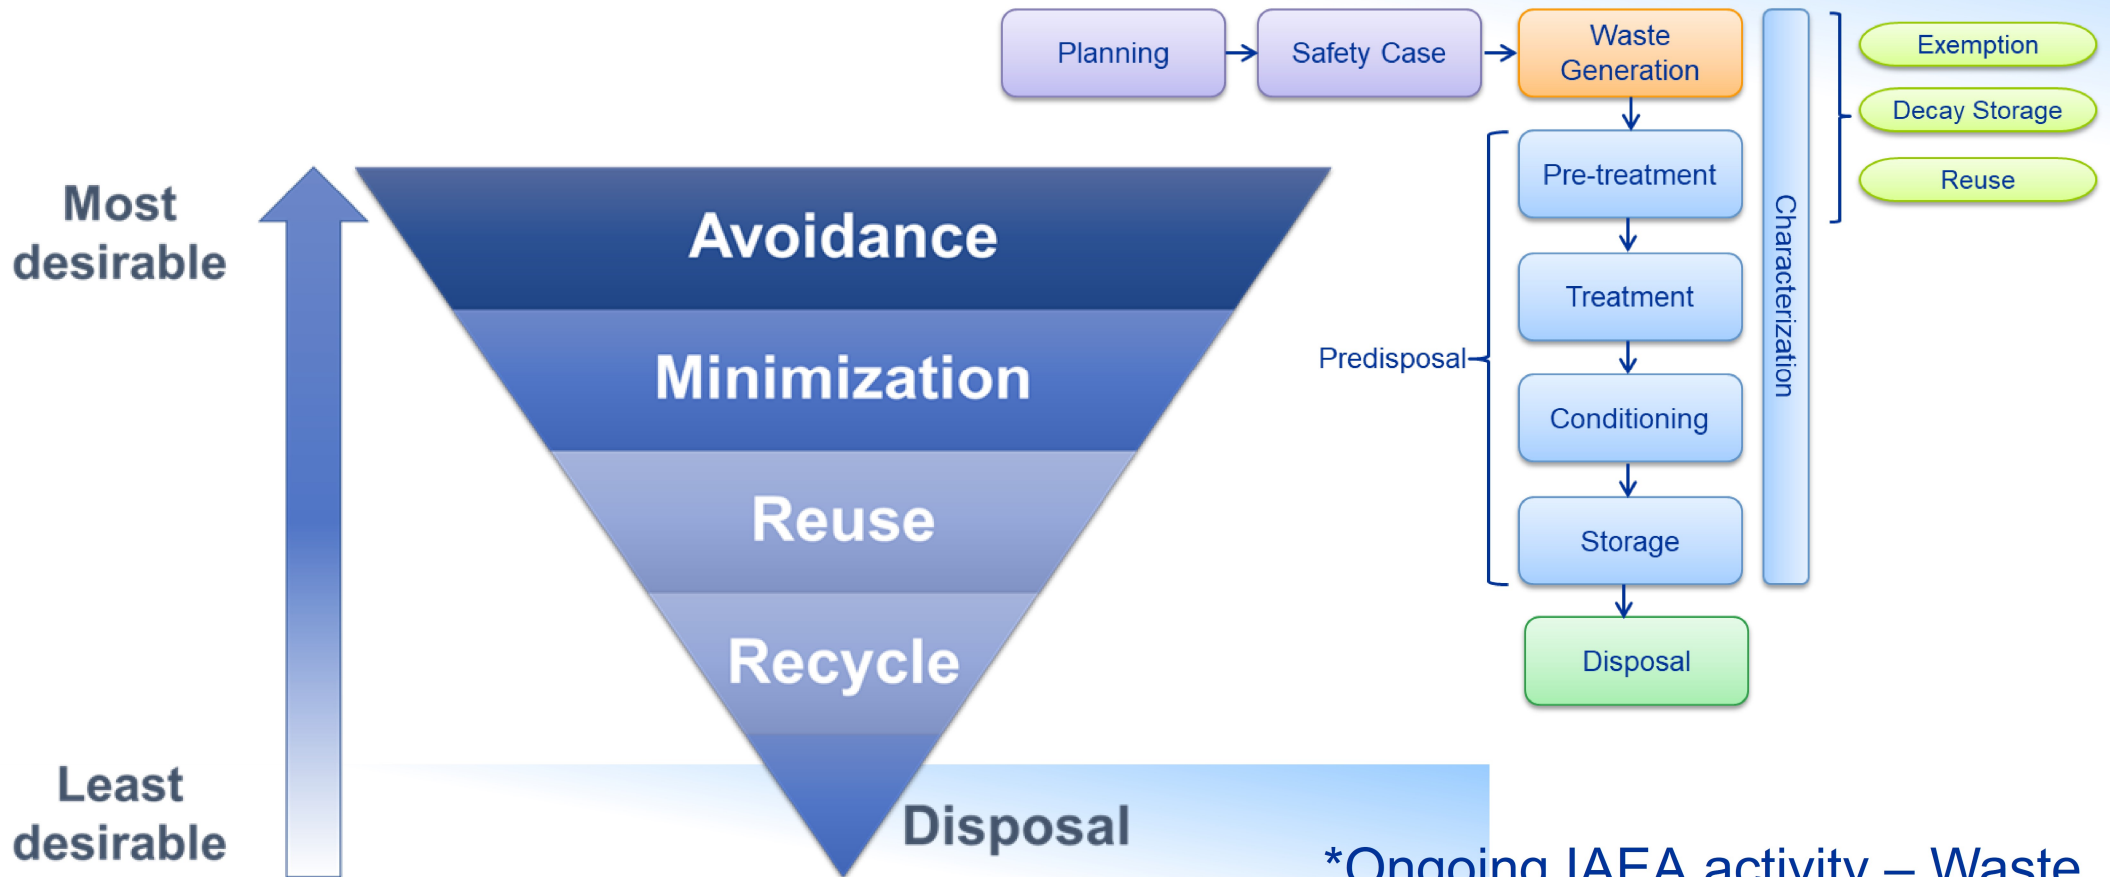 Most
desirable
Avoidance
Minimization
Reuse
Recycle
Least
desirable
Disposal
Planning
Safety Case
Waste
Generation
Pre-treatment
Treatment
Conditioning
Storage
Predisposal
Characterization
Exemption
Decay Storage
Reuse
Disposal
*Ongoing IAEA activity – Waste